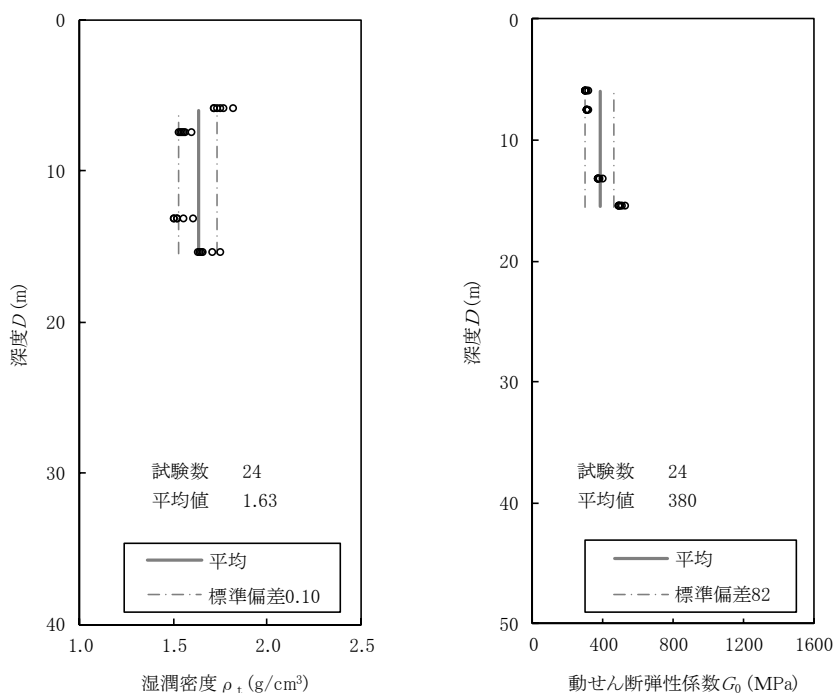 0
10
20
30
40
深度D (m)
試験数 24
平均値 1.63
平均
標準偏差0.10
1.0 1.5 2.0 2.5
湿潤密度 ρt (g/cm³)
0
10
20
30
40
50
深度D (m)
試験数 24
平均値 380
平均
標準偏差82
0 400 800 1200 1600
動せん断弾性係数G₀ (MPa)